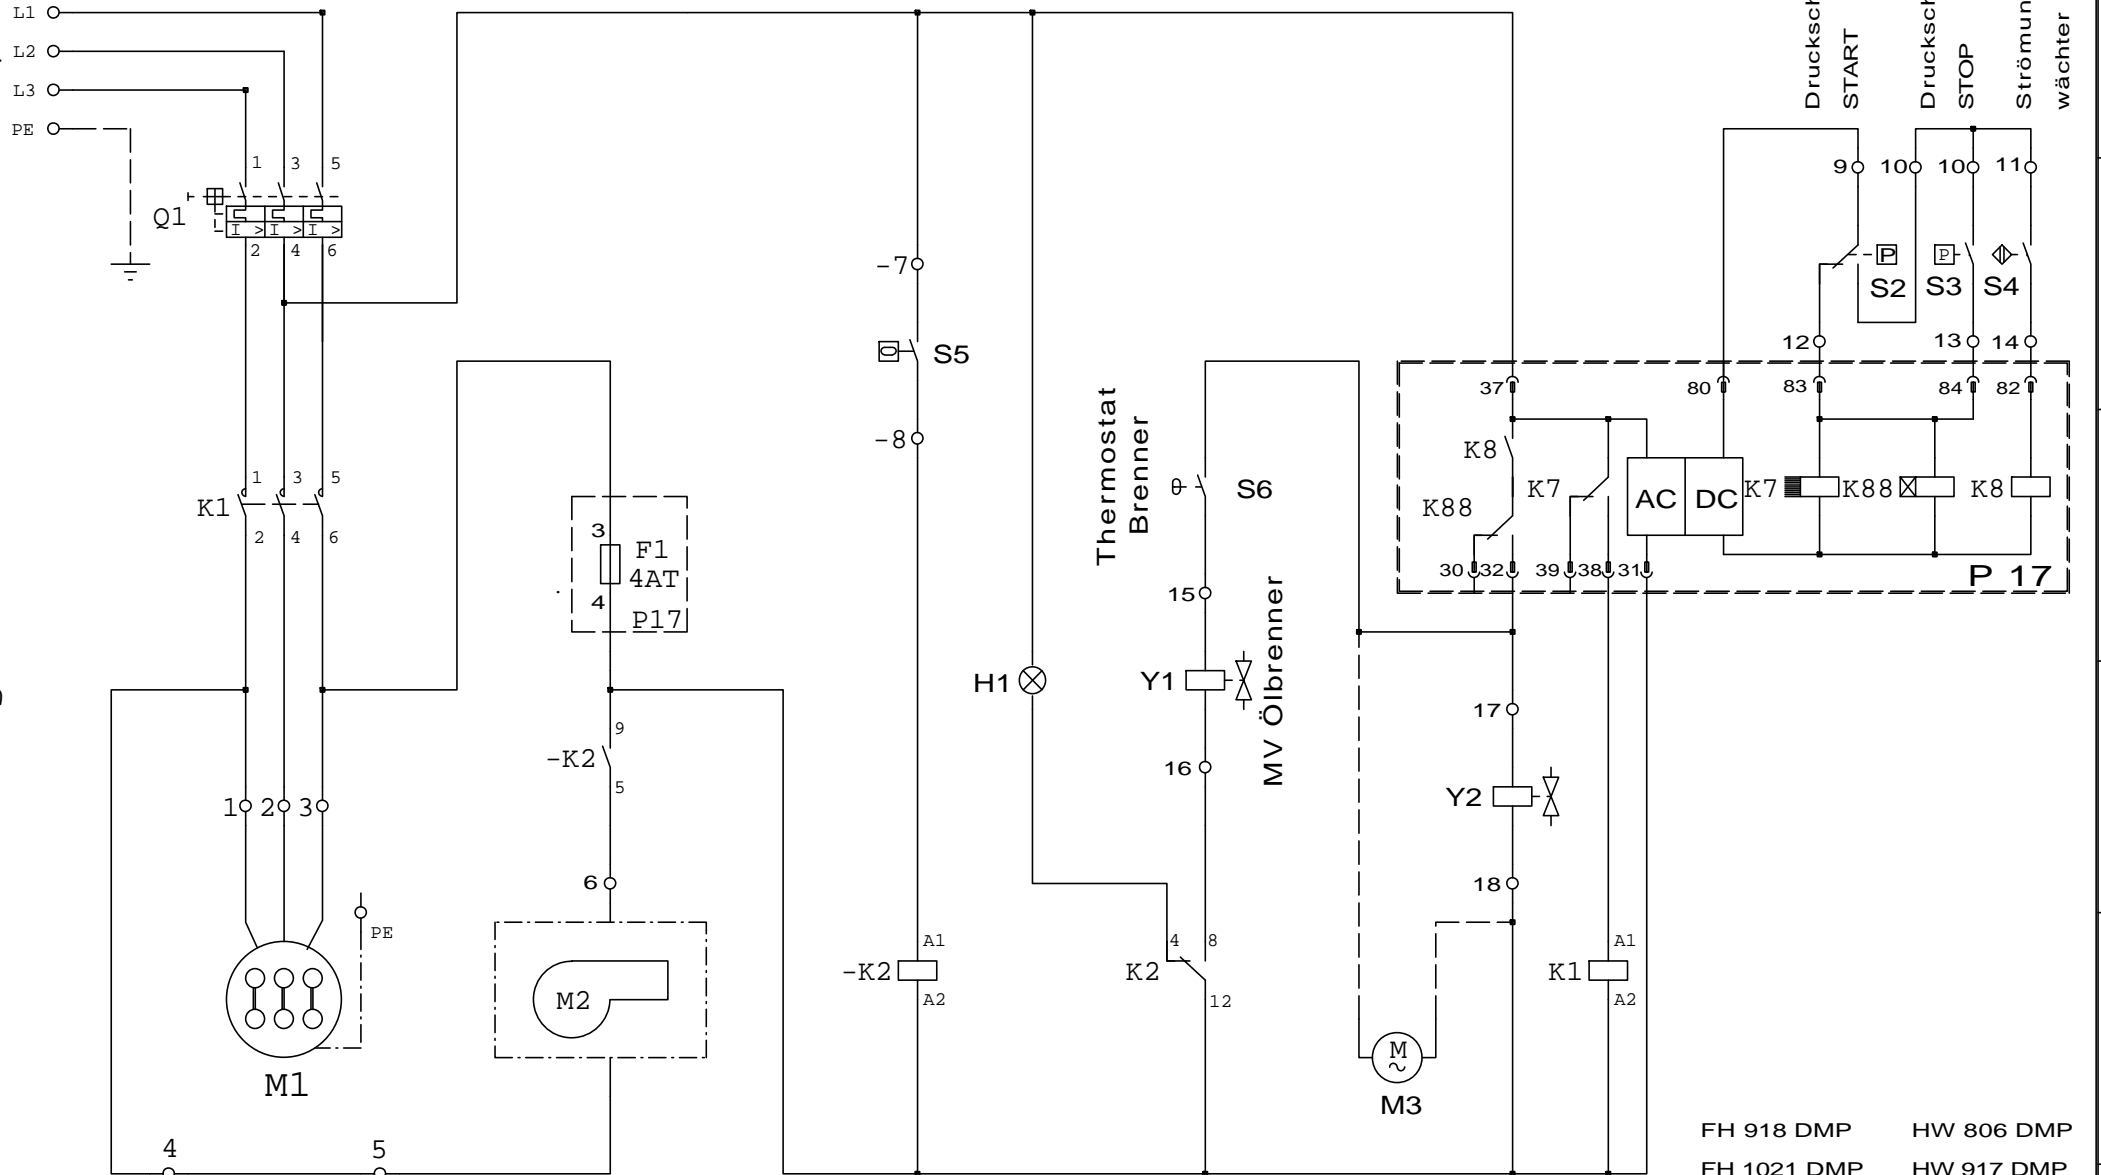 L1
L2
L3
PE
START
STOP
wächter
1
3
5
Q1
I >
I >
I >
2
4
6
9
10
10
11
P
P
S2
S3
S4
-7
S5
-8
12
13
14
37
80
83
84
82
Thermostat
Brenner
K8
K7
K88
AC
DC
K7
K88
K8
S6
1
3
5
K1
2
4
6
3
F1
4AT
4
P17
30
32
39
38
31
P 17
15
H1
Y1
MV Ölbrenner
16
17
Y2
18
9
-K2
5
6
1
2
3
PE
M2
M1
A1
-K2
A2
4
8
K2
12
A1
K1
A2
M
~
M3
4
5
FH 918 DMP
HW 806 DMP
FH 1021 DMP
HW 917 DMP